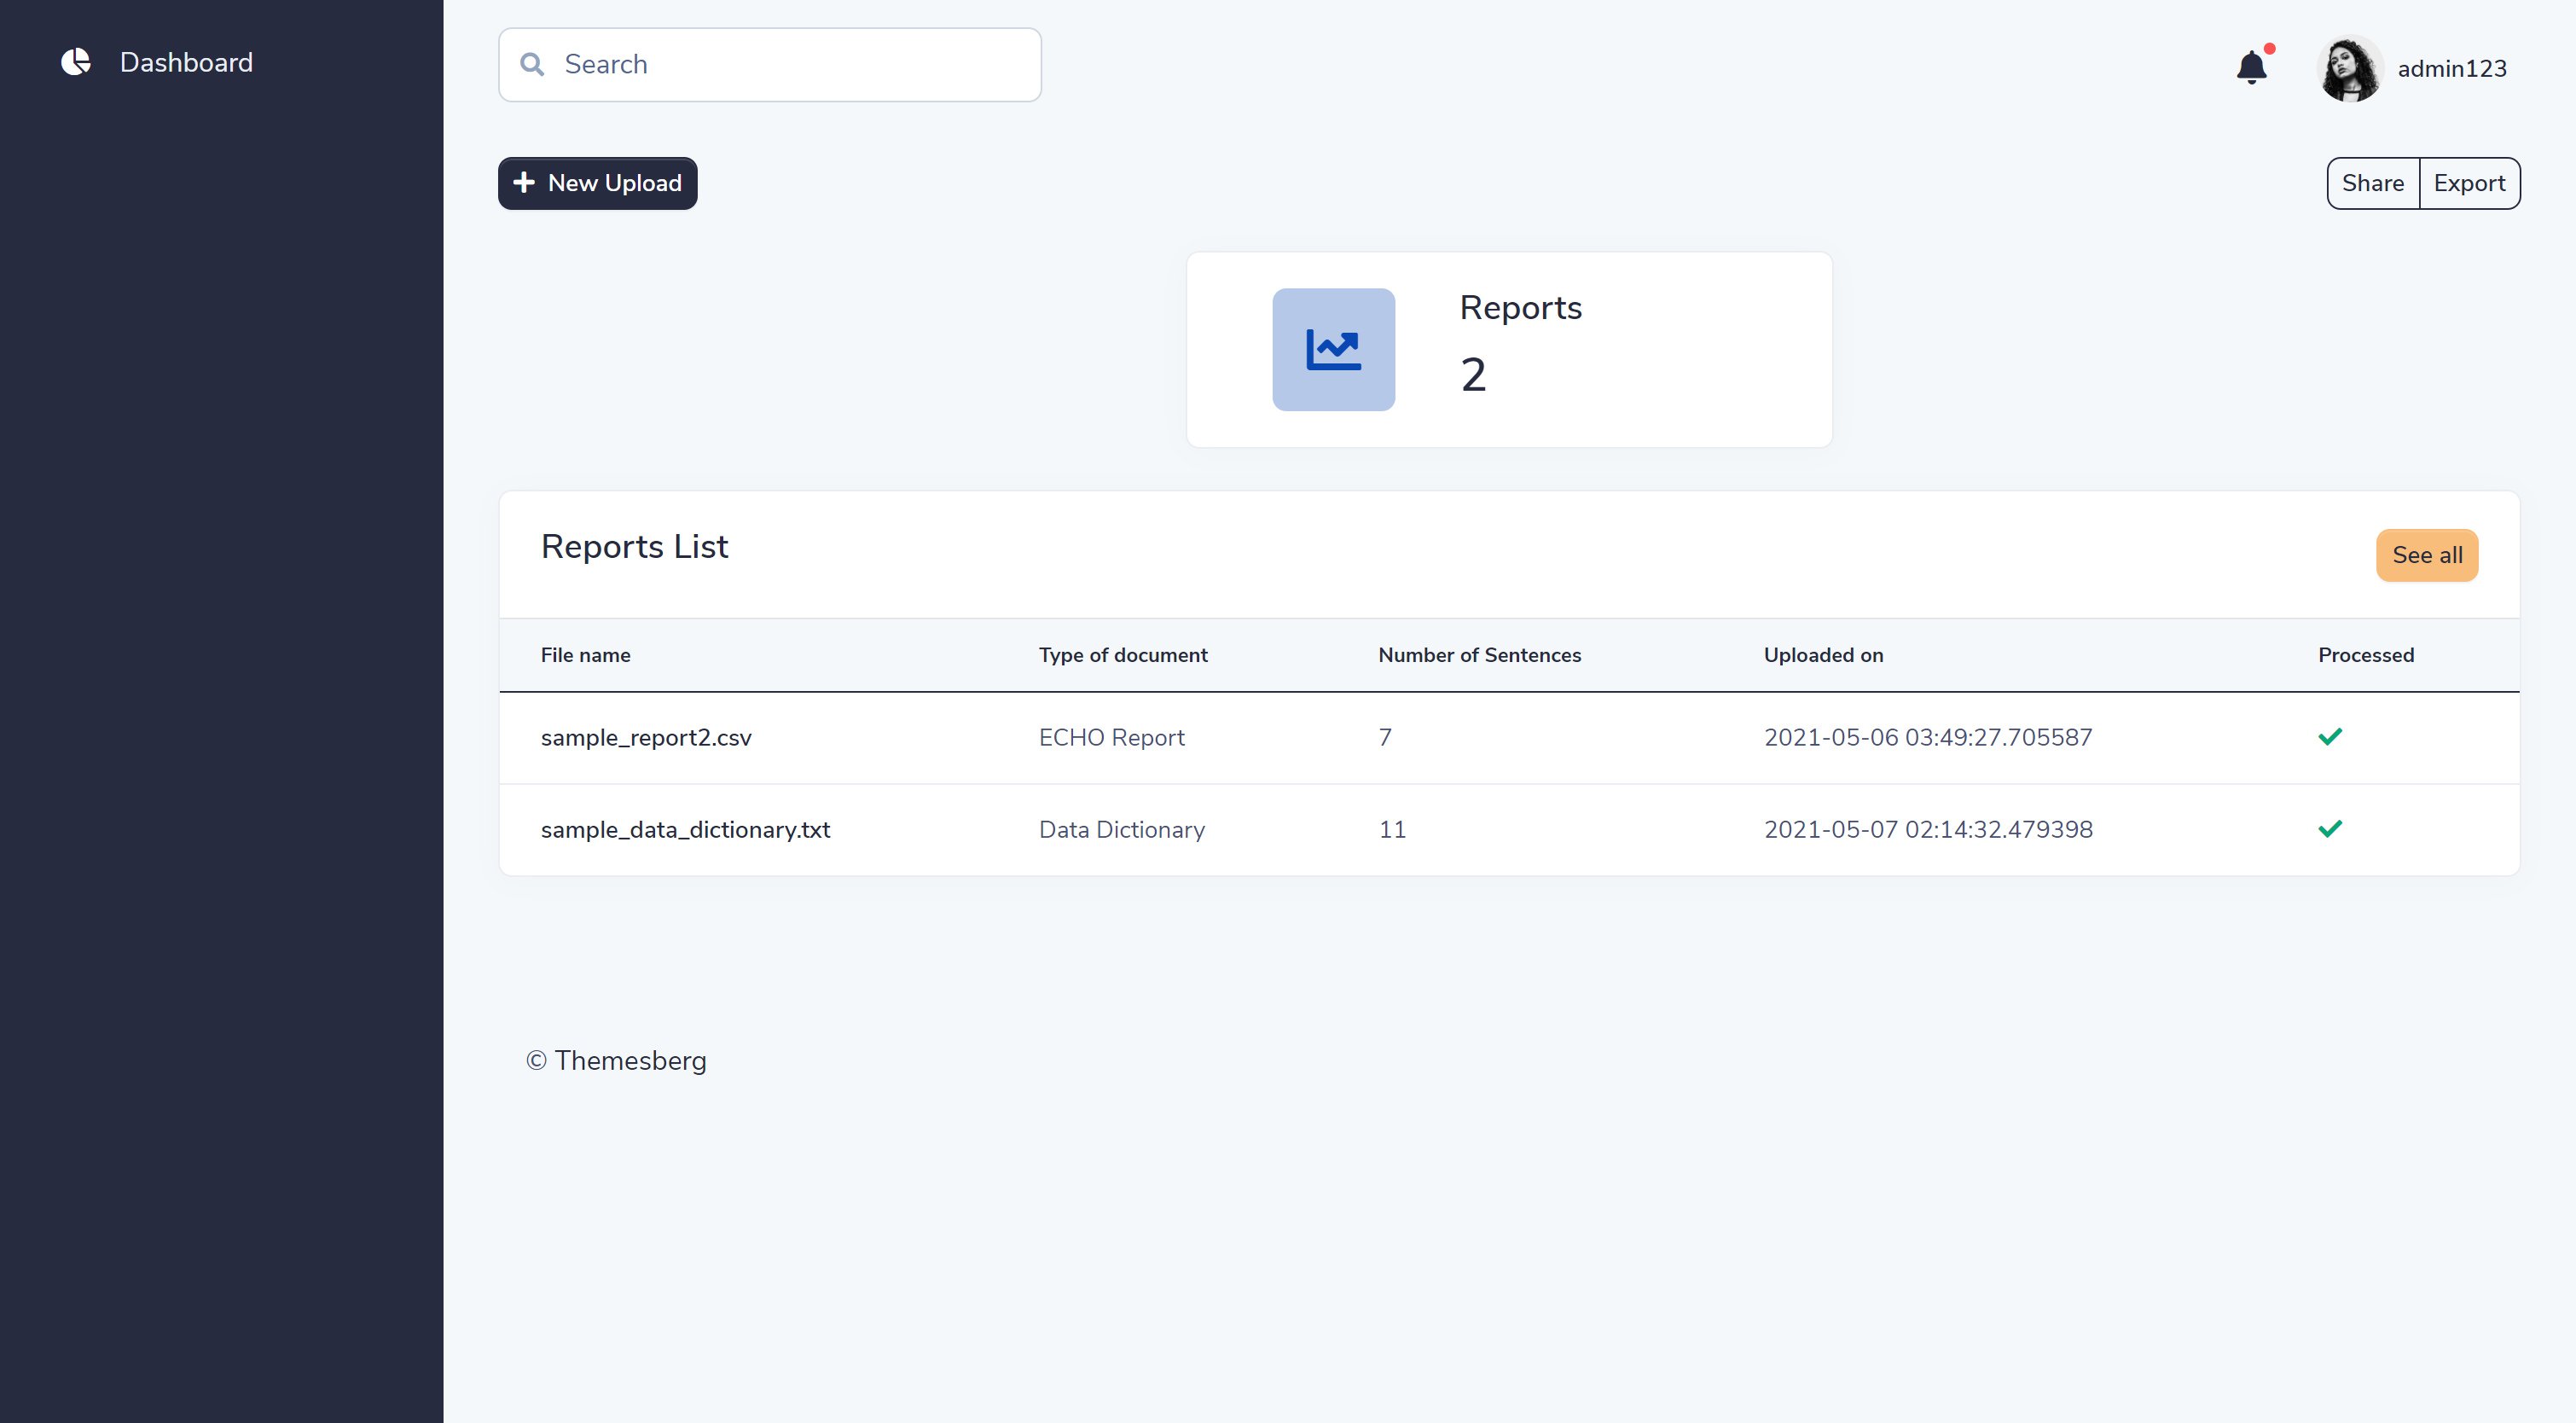 Dashboard
Search
admin123
New Upload
Share Export
Reports
2
Reports List
See all
File name Type of document Number of Sentences Uploaded on Processed
sample_report2.csv ECHO Report 7 2021-05-06 03:49:27.705587
sample_data_dictionary.txt Data Dictionary 11 2021-05-07 02:14:32.479398
© Themesberg